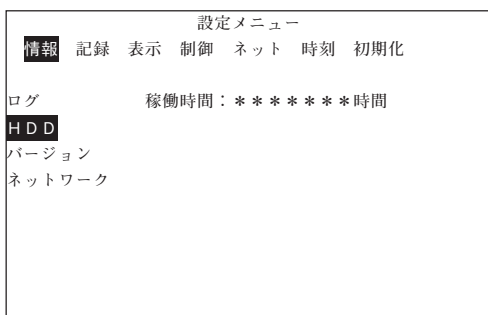 設定メニュー
情報 記録 表示 制御 ネット 時刻 初期化
ログ 稼働時間：＊＊＊＊＊＊＊時間
ＨＤＤ
バージョン
ネットワーク